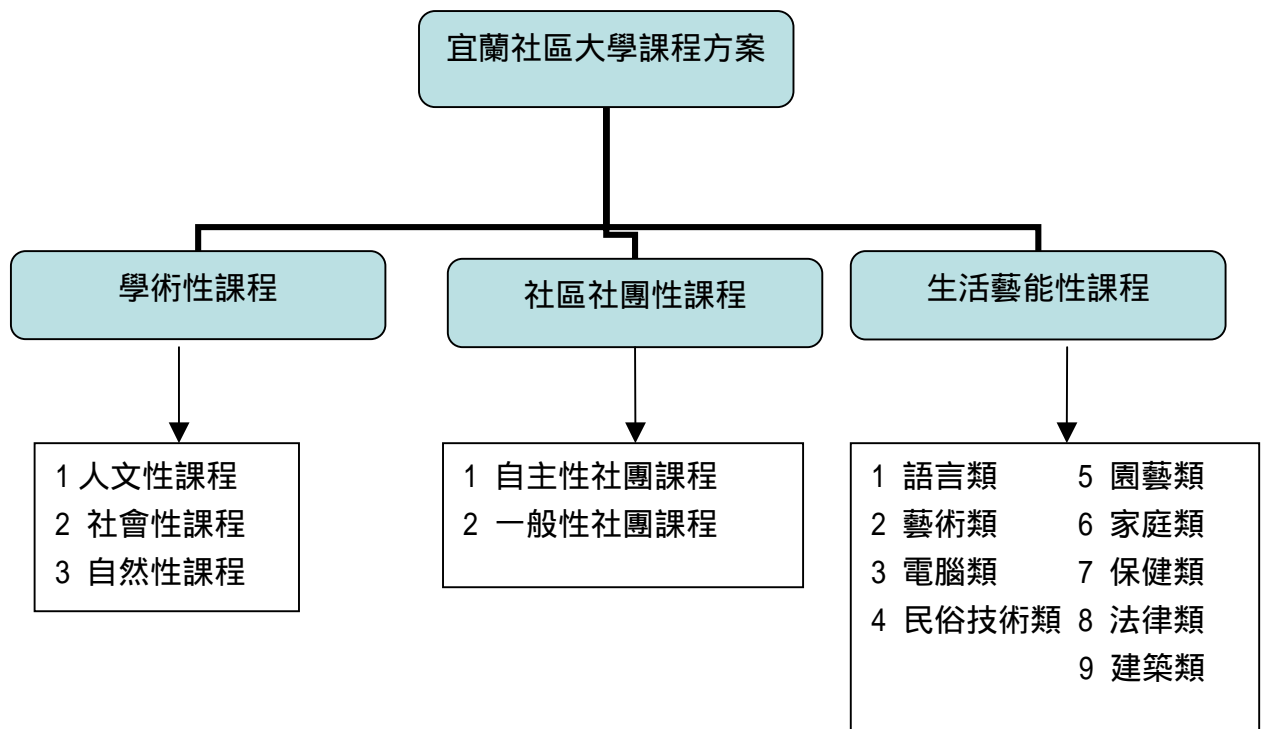 宜蘭社區大學課程方案
學術性課程
社區社團性課程
生活藝能性課程
1 人文性課程
2 社會性課程
3 自然性課程
1 自主性社團課程
2 一般性社團課程
1 語言類 5 園藝類
2 藝術類 6 家庭類
3 電腦類 7 保健類
4 民俗技術類 8 法律類
9 建築類